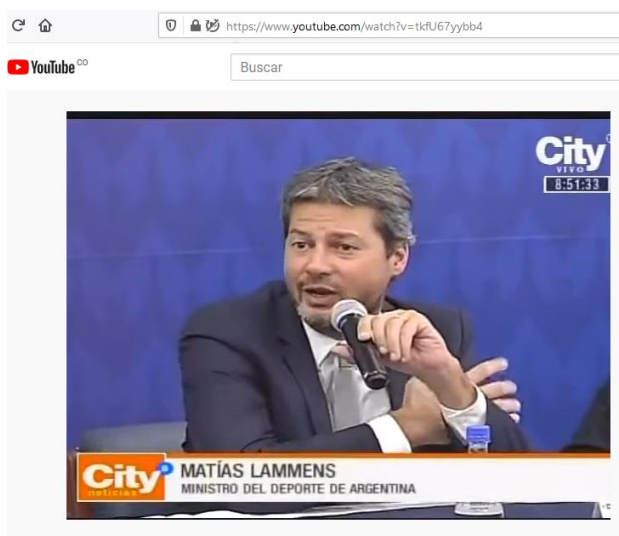 https://www.youtube.com/watch?v=tkfU67yybb4
YouTube CO
Buscar
City
VIVO
8:51:33
City
noticias
MATÍAS LAMMENS
MINISTRO DEL DEPORTE DE ARGENTINA